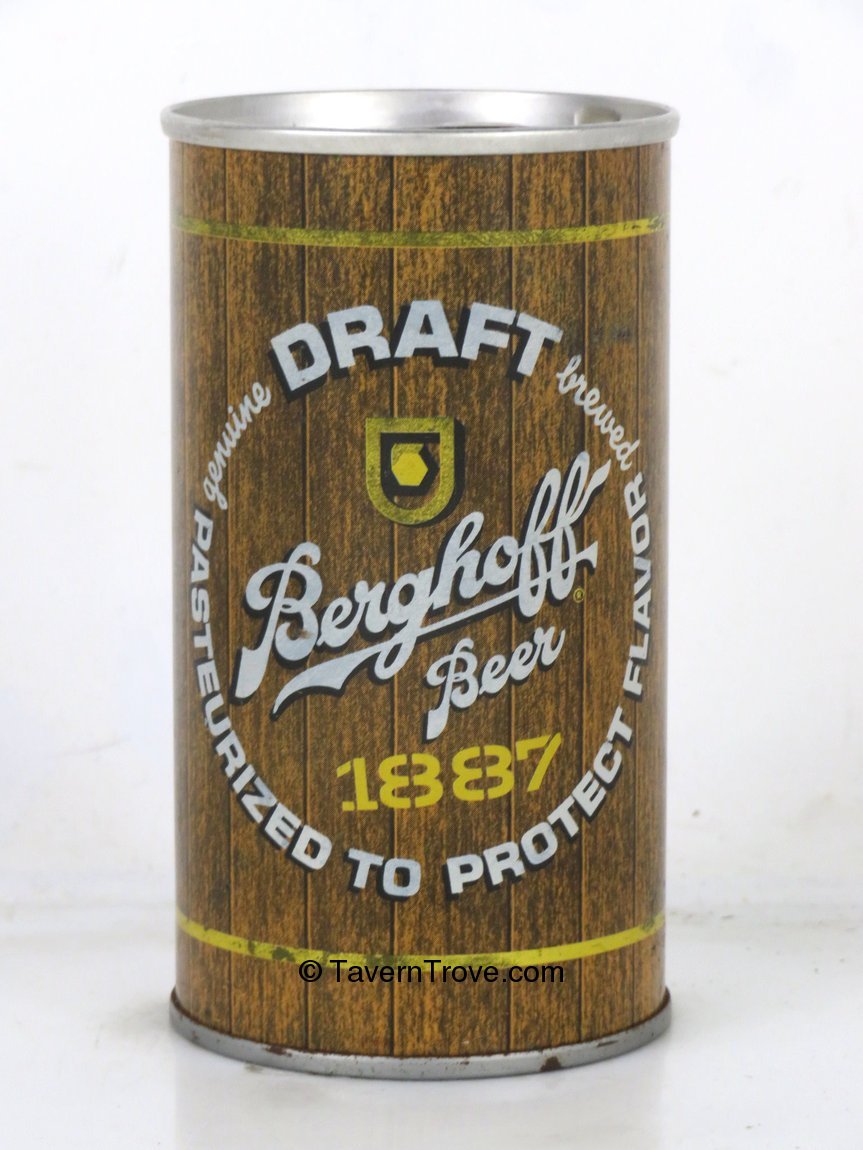 genuine DRAFT brewed
Berghoff ®
Beer
1887
PASTEURIZED TO PROTECT FLAVOR
© TavernTrove.com